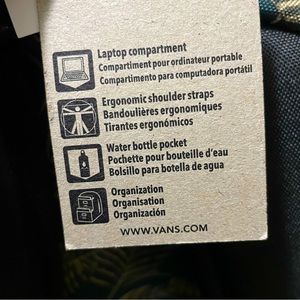 Laptop compartment
Compartiment pour ordinateur portable
Compartimento para computadora portátil
Ergonomic shoulder straps
Bandoulières ergonomiques
Tirantes ergonómicos
Water bottle pocket
Pochette pour bouteille d'eau
Bolsillo para botella de agua
Organization
Organisation
Organización
WWW.VANS.COM